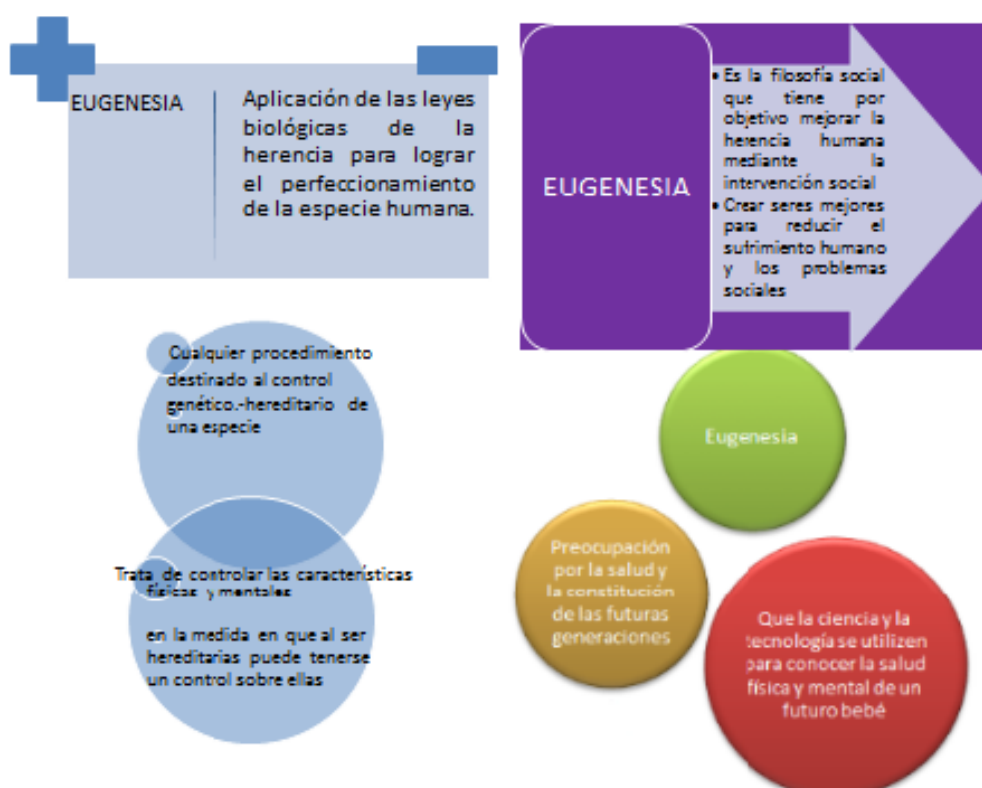 EUGENESIA
Aplicación de las leyes
biológicas de la
herencia para lograr
el perfeccionamiento
de la especie humana.
EUGENESIA
• Es la filosofía social
que tiene por
objetivo mejorar la
herencia humana
mediante la
intervención social
• Crear seres mejores
para reducir el
sufrimiento humano
y los problemas
sociales
Cualquier procedimiento
destirado al control
genético.-hereditario de
una especie
Trata de controlar las características
físicas y mentales
en la medida en que al ser
hereditarias puede tenerse
un control sobre ellas
Eugenesia
Preocupación
por la salud y
la constitución
de las futuras
generaciones
Que la ciencia y la
tecnología se utilizen
para conocer la salud
física y mental de un
futuro bebé